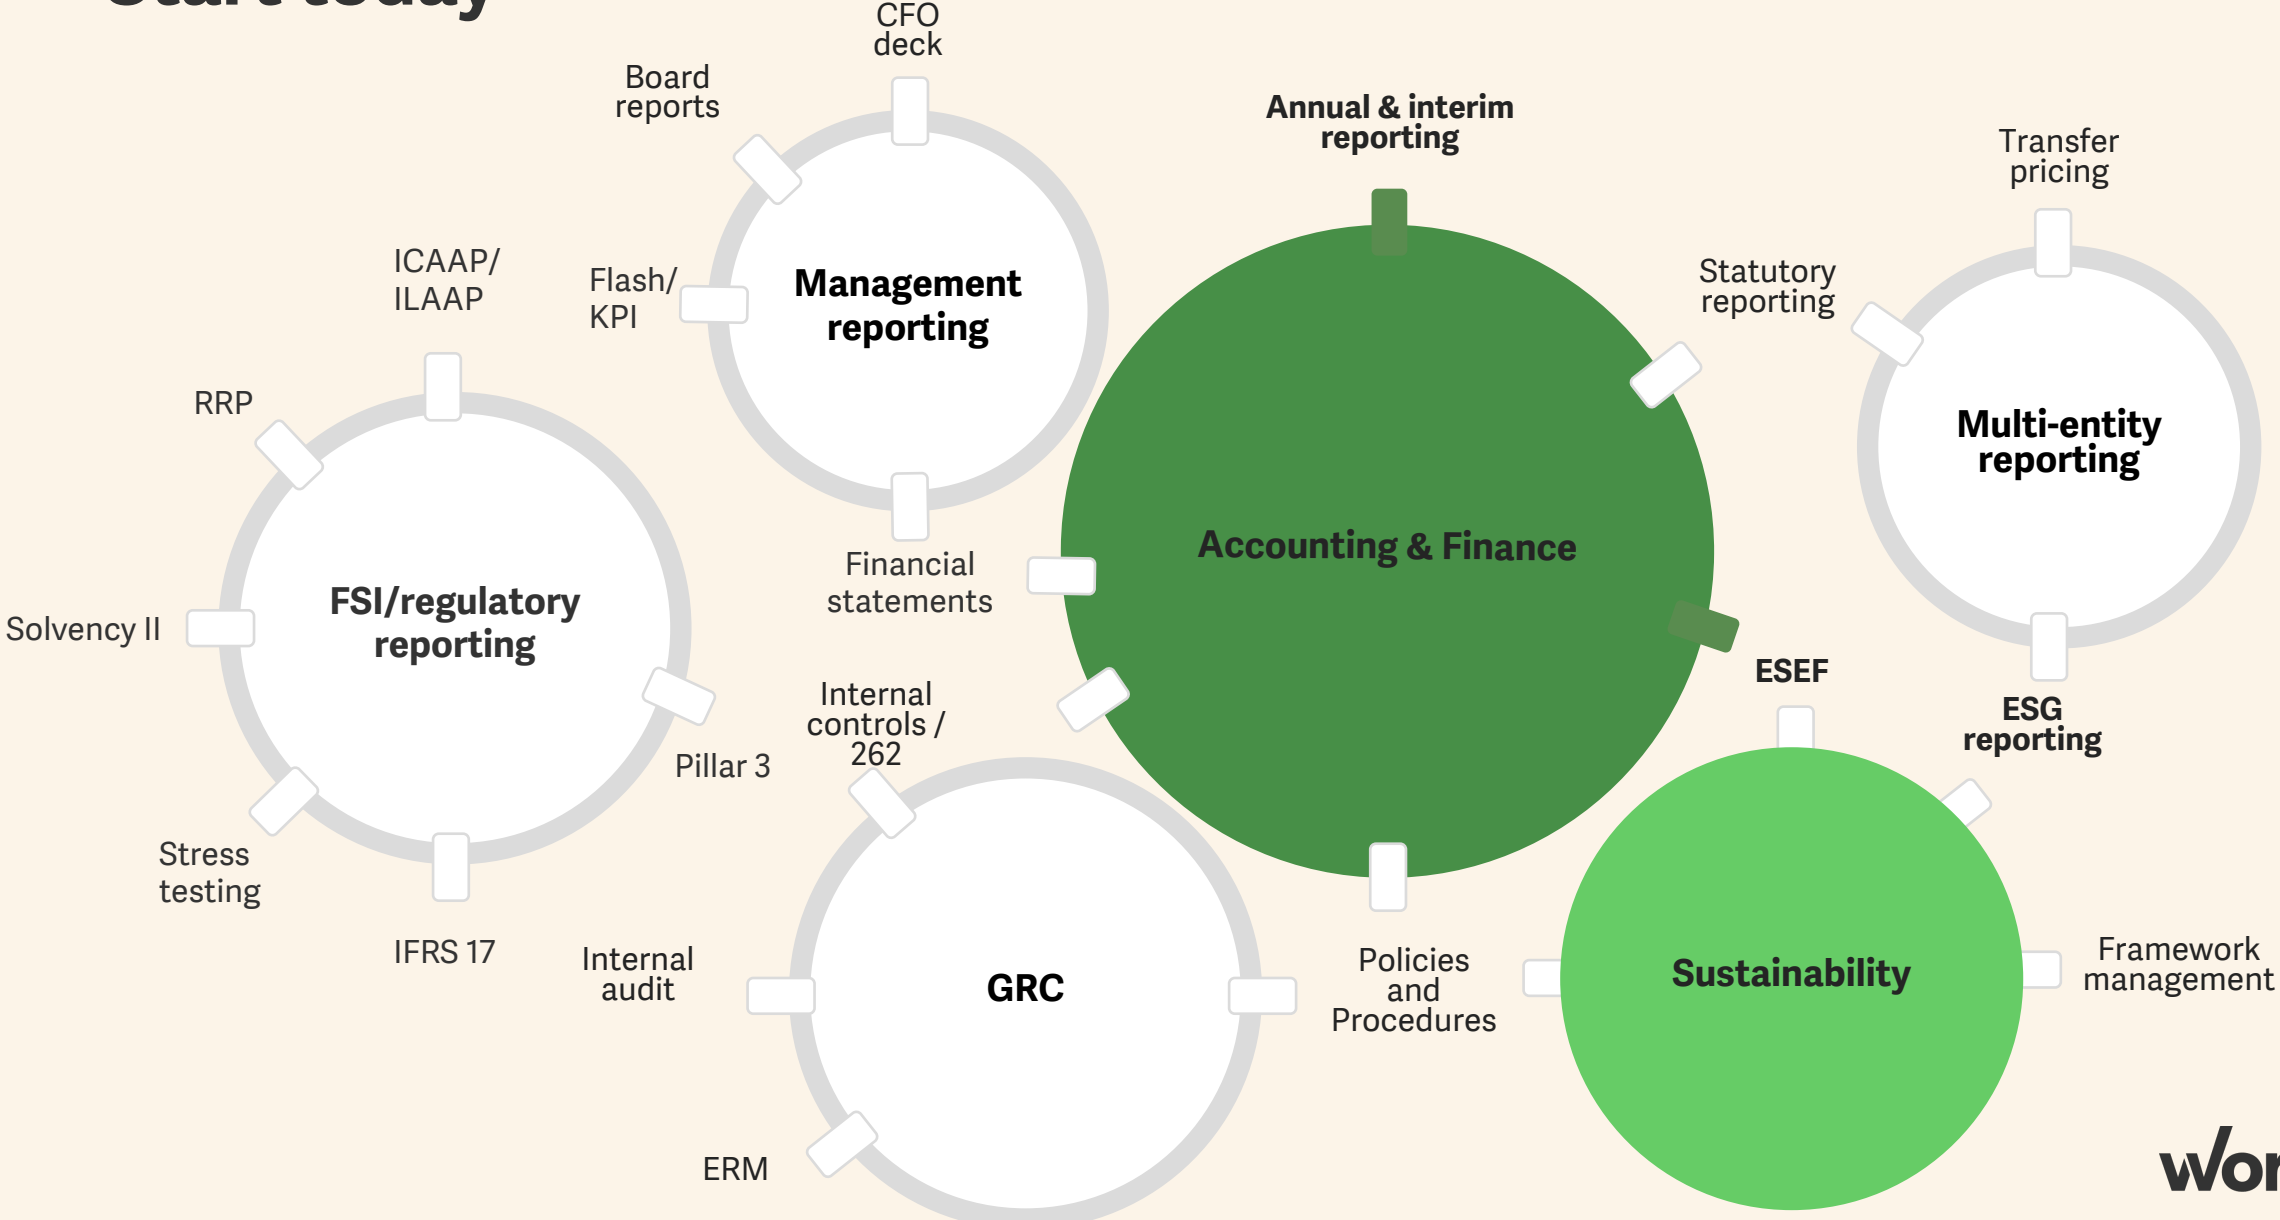 Start today
CFO
deck
Board
reports
Annual & interim
reporting
Transfer
pricing
ICAAP/
ILAAP
Flash/
KPI
Management
reporting
Statutory
reporting
RRP
Multi-entity
reporting
Accounting & Finance
Financial
statements
FSI/regulatory
reporting
Solvency II
Internal
controls /
262
ESEF
ESG
reporting
Pillar 3
Stress
testing
IFRS 17
Internal
audit
GRC
Policies
and
Procedures
Sustainability
Framework
management
ERM